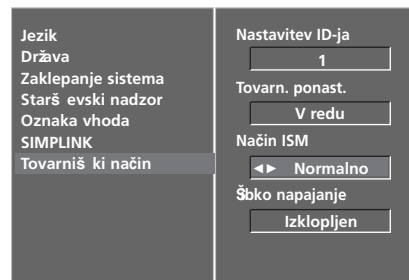 Jezik
Država
Zaklepanje sistema
Starš evski nadzor
Oznaka vhoda
SIMPLINK
Tovarniš ki način
Nastavitev ID-ja
1
Tovarn. ponast.
V redu
Način ISM
◄► Normalno
Šibko napajanje
Izklopljen